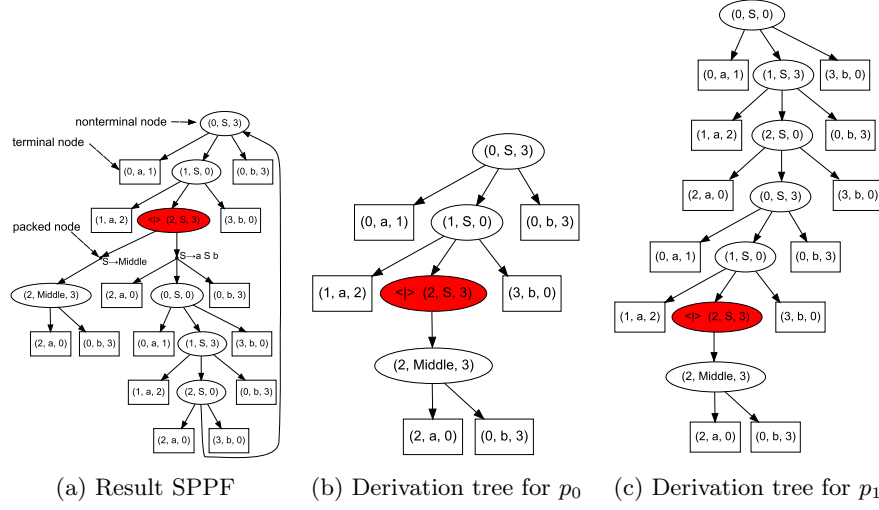 nonterminal node
(0, S, 3)
terminal node
(0, a, 1)
(1, S, 0)
(0, b, 3)
(1, a, 2)
<|> (2, S, 3)
(3, b, 0)
packed node
S→Middle
S→a S b
(2, Middle, 3)
(2, a, 0)
(0, S, 0)
(0, b, 3)
(2, a, 0)
(0, b, 3)
(0, a, 1)
(1, S, 3)
(3, b, 0)
(1, a, 2)
(2, S, 0)
(0, b, 3)
(2, a, 0)
(3, b, 0)
(a) Result SPPF
(0, S, 3)
(0, a, 1)
(1, S, 0)
(0, b, 3)
(1, a, 2)
<|> (2, S, 3)
(3, b, 0)
(2, Middle, 3)
(2, a, 0)
(0, b, 3)
(b) Derivation tree for p0
(0, S, 0)
(0, a, 1)
(1, S, 3)
(3, b, 0)
(1, a, 2)
(2, S, 0)
(0, b, 3)
(2, a, 0)
(0, S, 3)
(3, b, 0)
(0, a, 1)
(1, S, 0)
(0, b, 3)
(1, a, 2)
<|> (2, S, 3)
(3, b, 0)
(2, Middle, 3)
(2, a, 0)
(0, b, 3)
(c) Derivation tree for p1